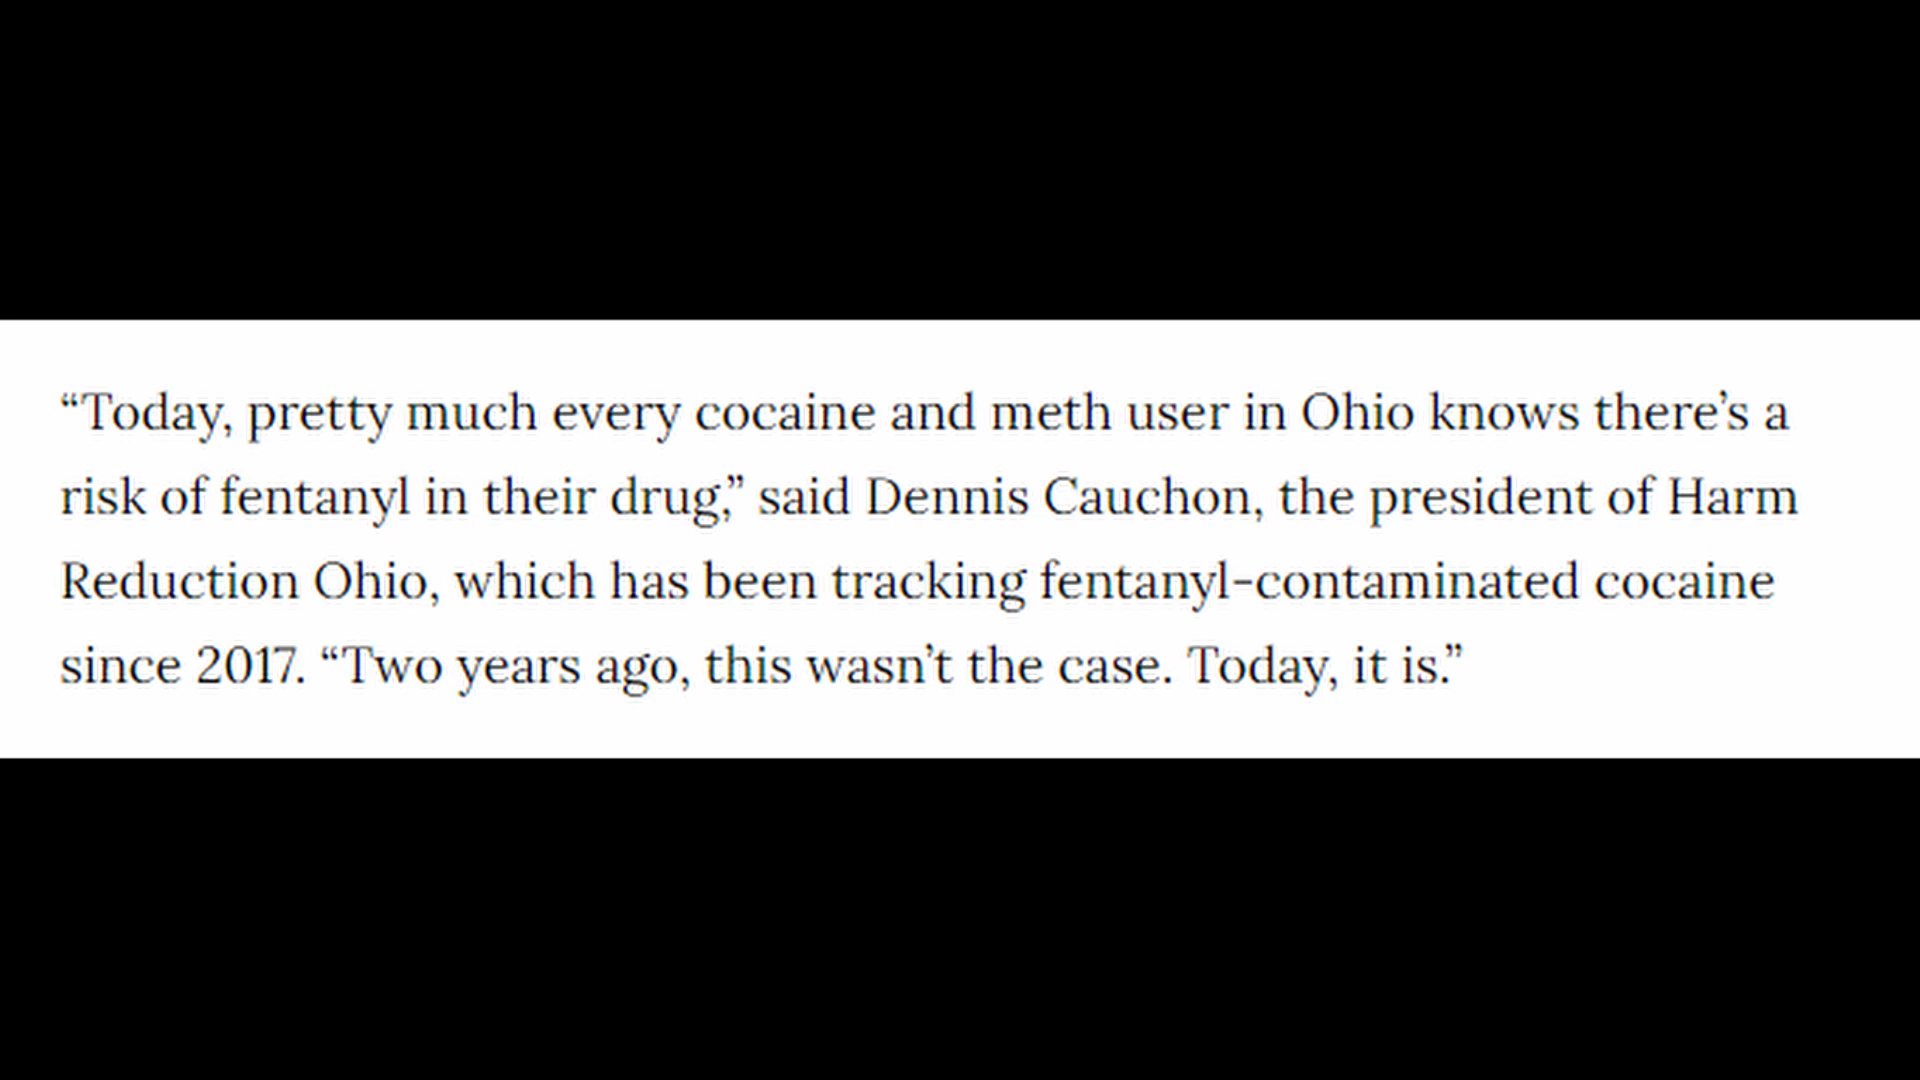 “Today, pretty much every cocaine and meth user in Ohio knows there’s a
risk of fentanyl in their drug,” said Dennis Cauchon, the president of Harm
Reduction Ohio, which has been tracking fentanyl-contaminated cocaine
since 2017. “Two years ago, this wasn’t the case. Today, it is.”